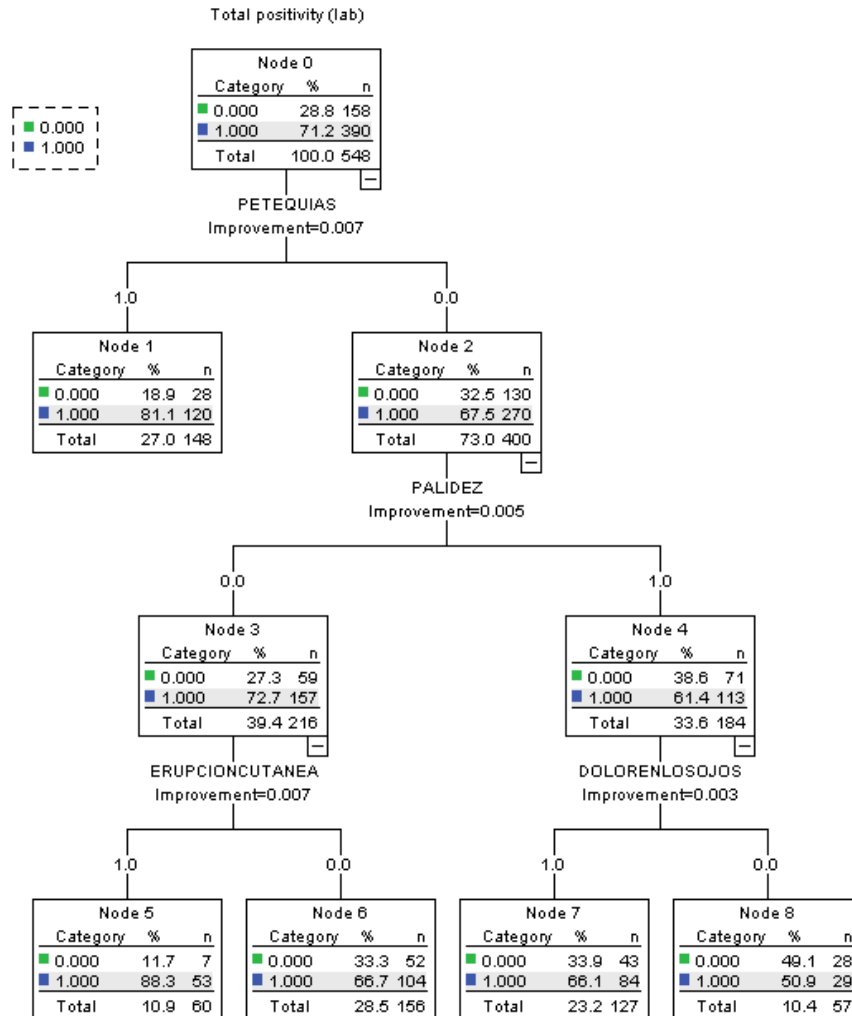 Total positivity (lab)
Node 0
Category % n
0.000 28.8 158
1.000 71.2 390
Total 100.0 548
0.000
1.000
PETEQUIAS
Improvement=0.007
1.0
0.0
Node 1
Category % n
0.000 18.9 28
1.000 81.1 120
Total 27.0 148
Node 2
Category % n
0.000 32.5 130
1.000 67.5 270
Total 73.0 400
PALIDEZ
Improvement=0.005
0.0
1.0
Node 3
Category % n
0.000 27.3 59
1.000 72.7 157
Total 39.4 216
Node 4
Category % n
0.000 38.6 71
1.000 61.4 113
Total 33.6 184
ERUPCIONCUTANEA
Improvement=0.007
DOLORENLOSOJOS
Improvement=0.003
1.0
0.0
1.0
0.0
Node 5
Category % n
0.000 11.7 7
1.000 88.3 53
Total 10.9 60
Node 6
Category % n
0.000 33.3 52
1.000 66.7 104
Total 28.5 156
Node 7
Category % n
0.000 33.9 43
1.000 66.1 84
Total 23.2 127
Node 8
Category % n
0.000 49.1 28
1.000 50.9 29
Total 10.4 57